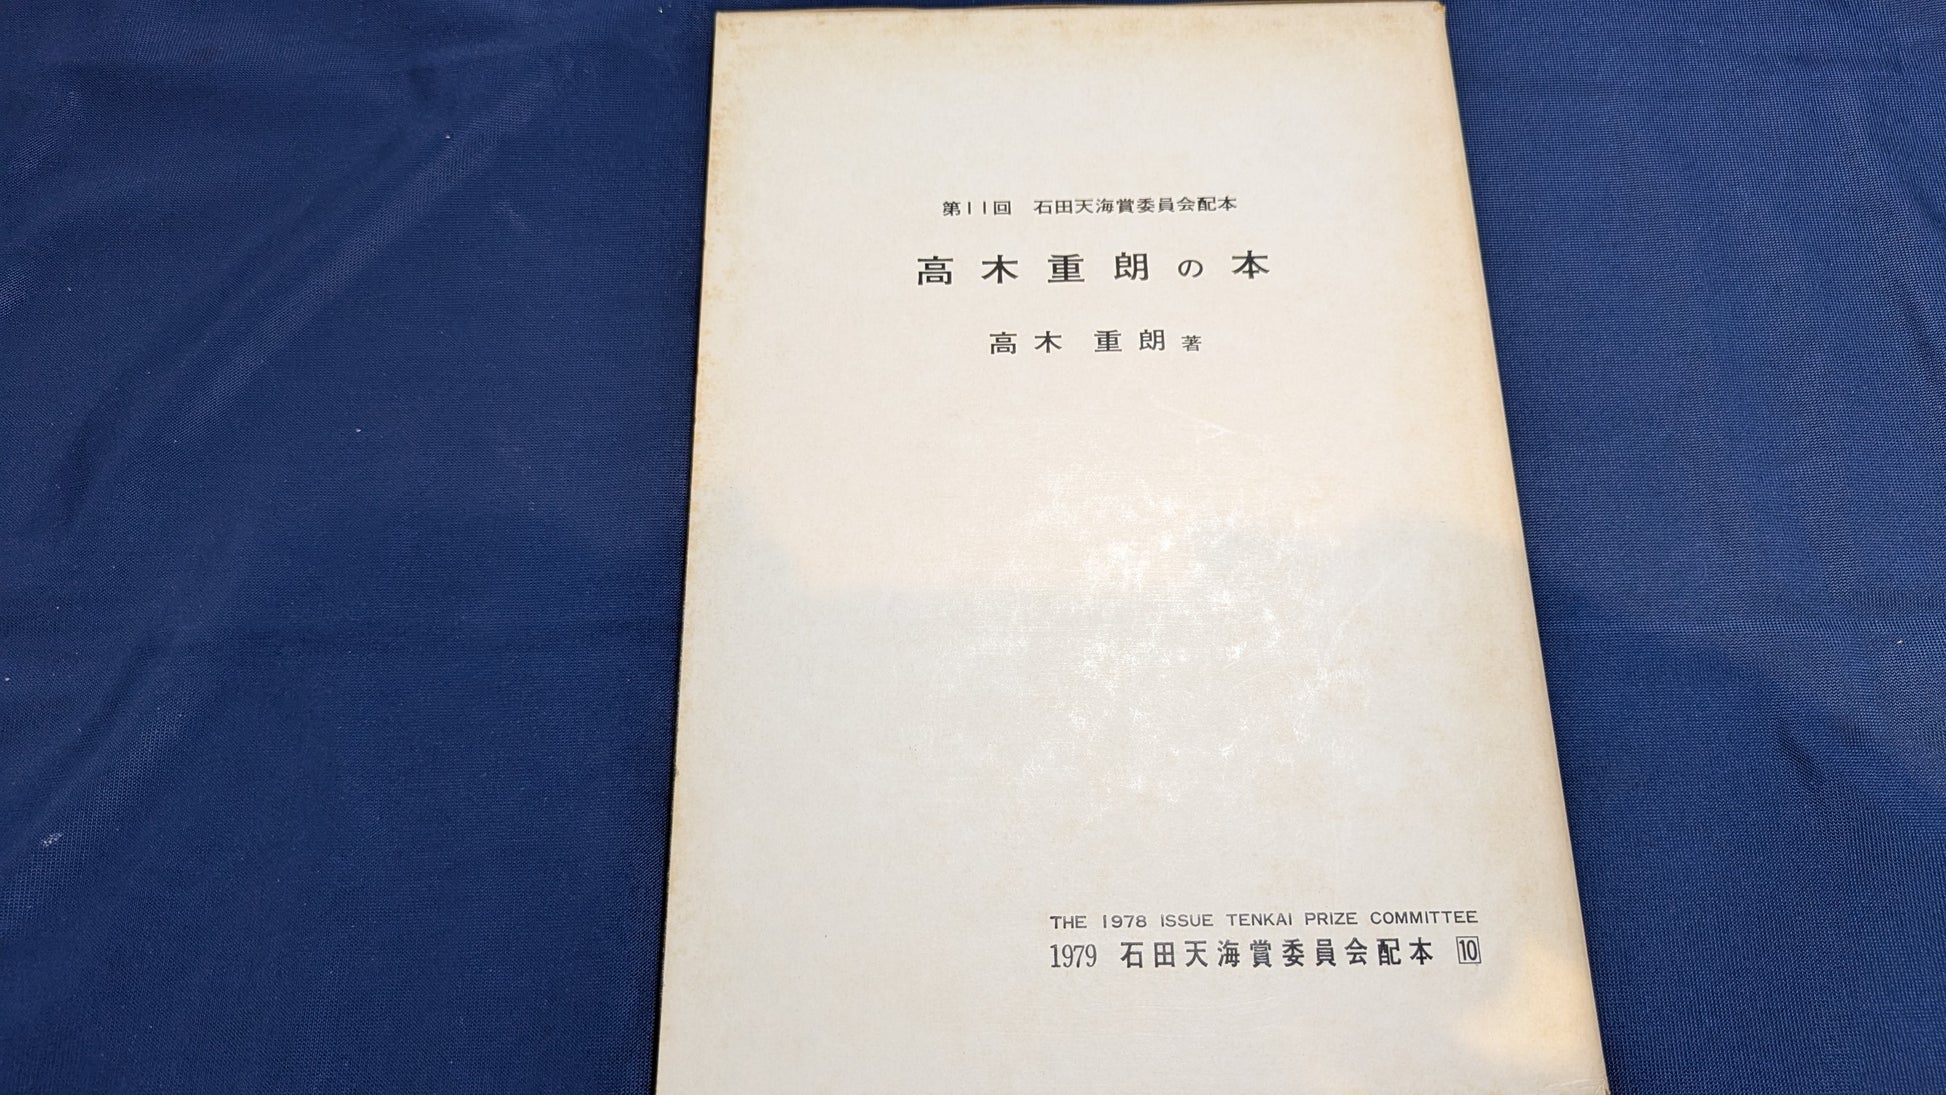 第11回 石田天海賞委員会配本
高木重朗の本
高木 重朗 著
THE 1978 ISSUE TENKAI PRIZE COMMITTEE
1979 石田天海賞委員会配本 10